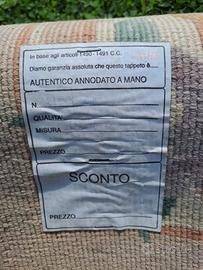 In base agli articoli 1490 - 1491 C.C.
Diamo garanzia assoluta che questo tappeto è....
AUTENTICO ANNODATO A MANO
N
QUALITÀ
MISURA
PREZZO
SCONTO
PREZZO